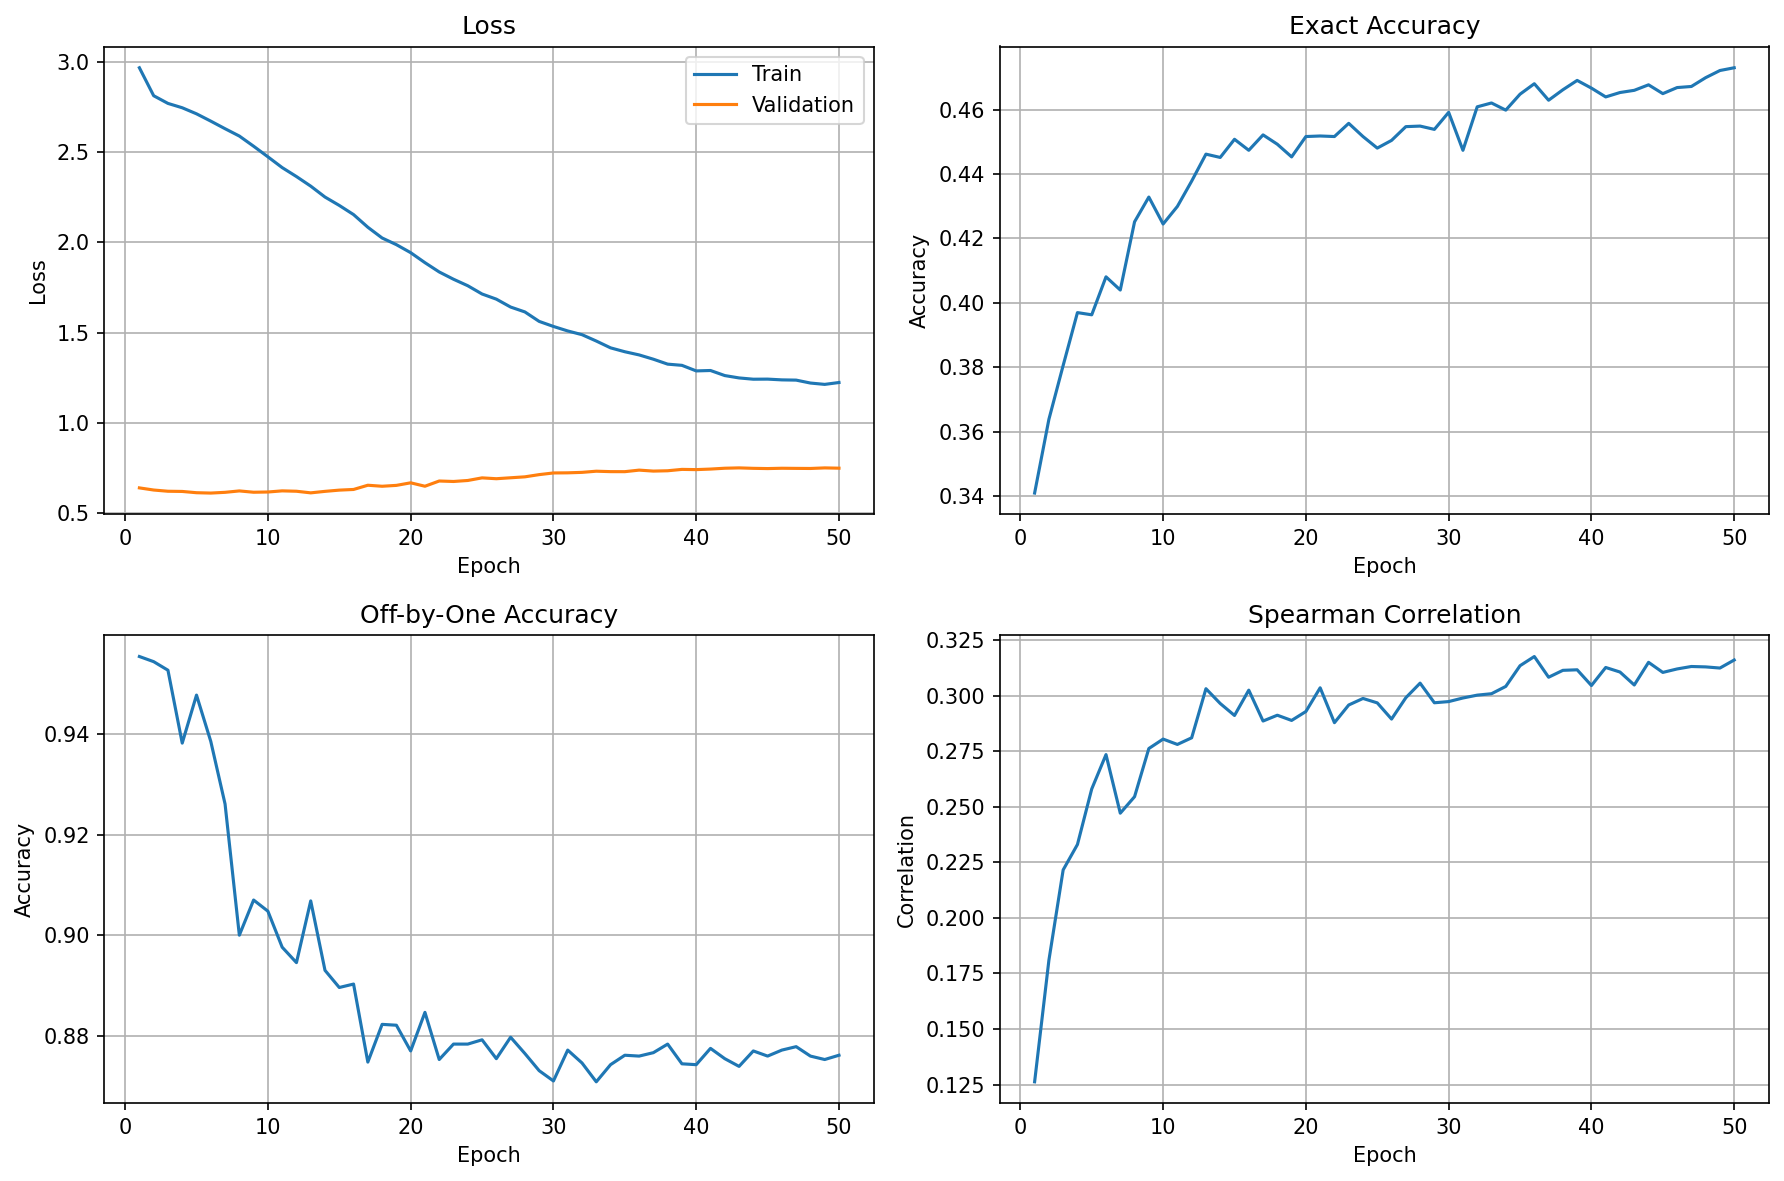 Loss
Train
Validation
3.0
2.5
2.0
1.5
1.0
0.5
Loss
0 10 20 30 40 50
Epoch
Exact Accuracy
0.46
0.44
0.42
0.40
0.38
0.36
0.34
Accuracy
0 10 20 30 40 50
Epoch
Off-by-One Accuracy
0.94
0.92
0.90
0.88
Accuracy
0 10 20 30 40 50
Epoch
Spearman Correlation
0.325
0.300
0.275
0.250
0.225
0.200
0.175
0.150
0.125
Correlation
0 10 20 30 40 50
Epoch